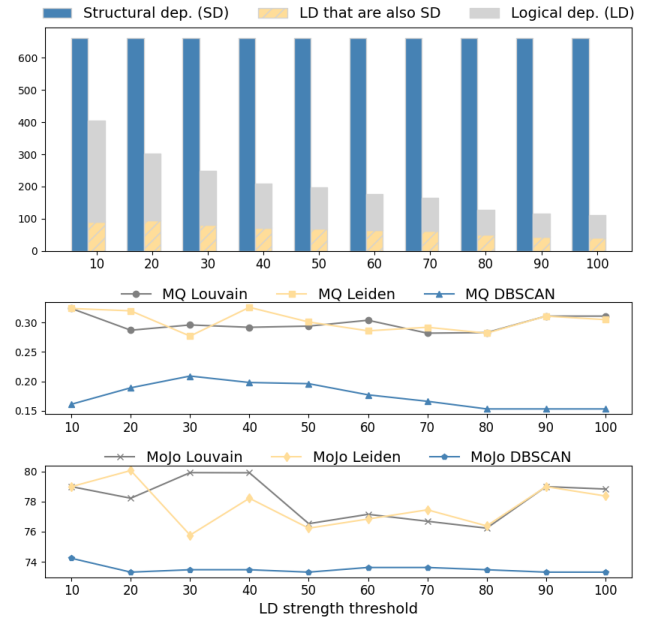 Structural dep. (SD) LD that are also SD Logical dep. (LD)
600
500
400
300
200
100
0
10 20 30 40 50 60 70 80 90 100
MQ Louvain MQ Leiden MQ DBSCAN
0.30
0.25
0.20
0.15
10 20 30 40 50 60 70 80 90 100
MoJo Louvain MoJo Leiden MoJo DBSCAN
80
78
76
74
10 20 30 40 50 60 70 80 90 100
LD strength threshold